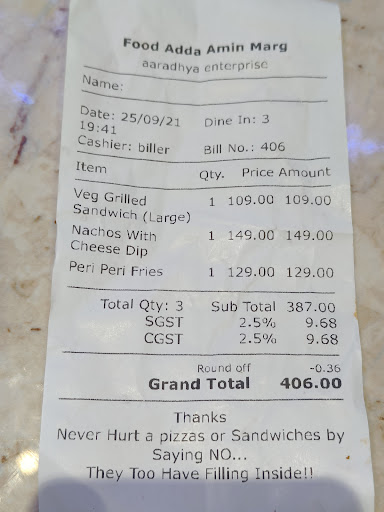 Food Adda Amin Marg
aaradhya enterprise
Name:
Date: 25/09/21 Dine In: 3
19:41
Cashier: biller Bill No.: 406
Item Qty. Price Amount
Veg Grilled 1 109.00 109.00
Sandwich (Large)
Nachos With 1 149.00 149.00
Cheese Dip
Peri Peri Fries 1 129.00 129.00
Total Qty: 3 Sub Total 387.00
SGST 2.5% 9.68
CGST 2.5% 9.68
Round off -0.36
Grand Total 406.00
Thanks
Never Hurt a pizzas or Sandwiches by
Saying NO...
They Too Have Filling Inside!!